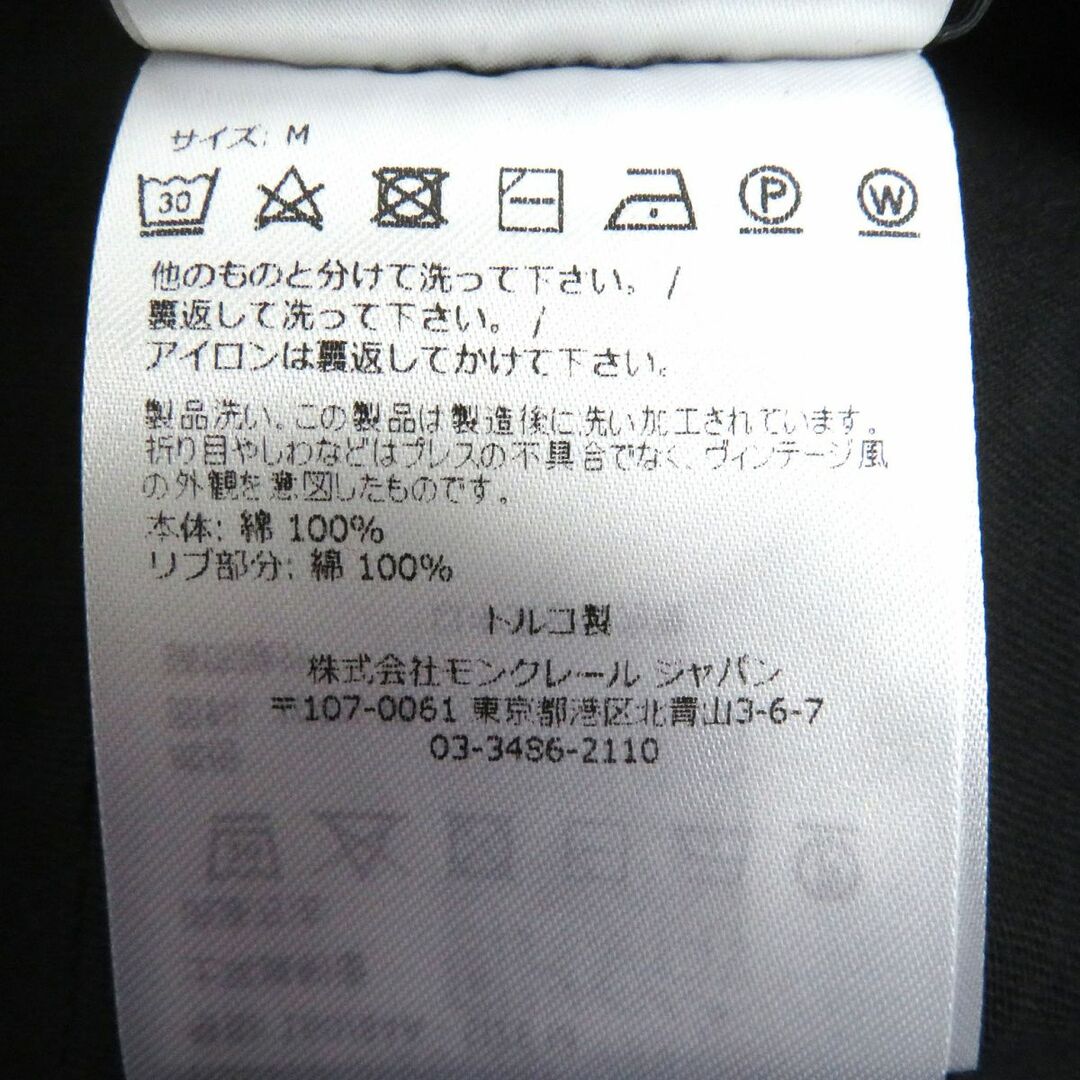 サイズ: M
30 P W
他のものと分けて洗って下さい。 /
裏返して洗って下さい。 /
アイロンは裏返してかけて下さい。
製品洗い。この製品は製造後に洗い加工されています。
折り目やしわなどはプレスの不具合でなく、ヴィンテージ風
の外観を意図したものです。
本体: 綿 100%
リブ部分: 綿 100%
トルコ製
株式会社モンクレール ジャパン
〒107-0061 東京都港区北青山3-6-7
03-3486-2110